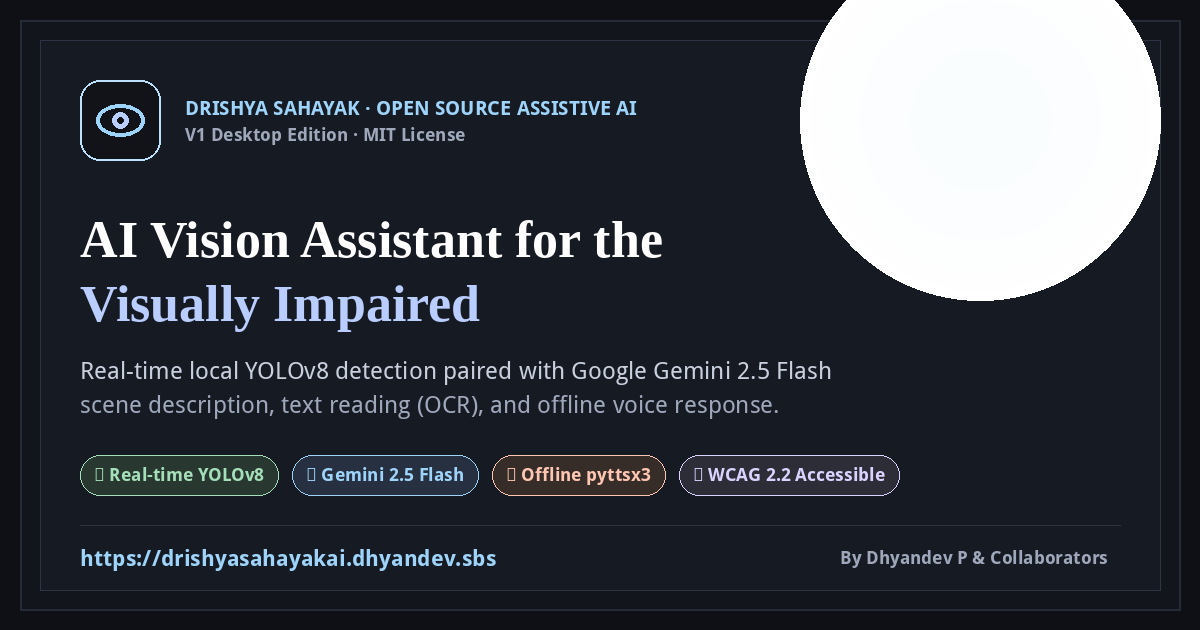 DRISHYA SAHAYAK · OPEN SOURCE ASSISTIVE AI
V1 Desktop Edition · MIT License
AI Vision Assistant for the
Visually Impaired
Real-time local YOLOv8 detection paired with Google Gemini 2.5 Flash
scene description, text reading (OCR), and offline voice response.
Real-time YOLOv8
Gemini 2.5 Flash
Offline pyttsx3
WCAG 2.2 Accessible
https://drishyasahayakai.dhyandev.sbs
By Dhyandev P & Collaborators